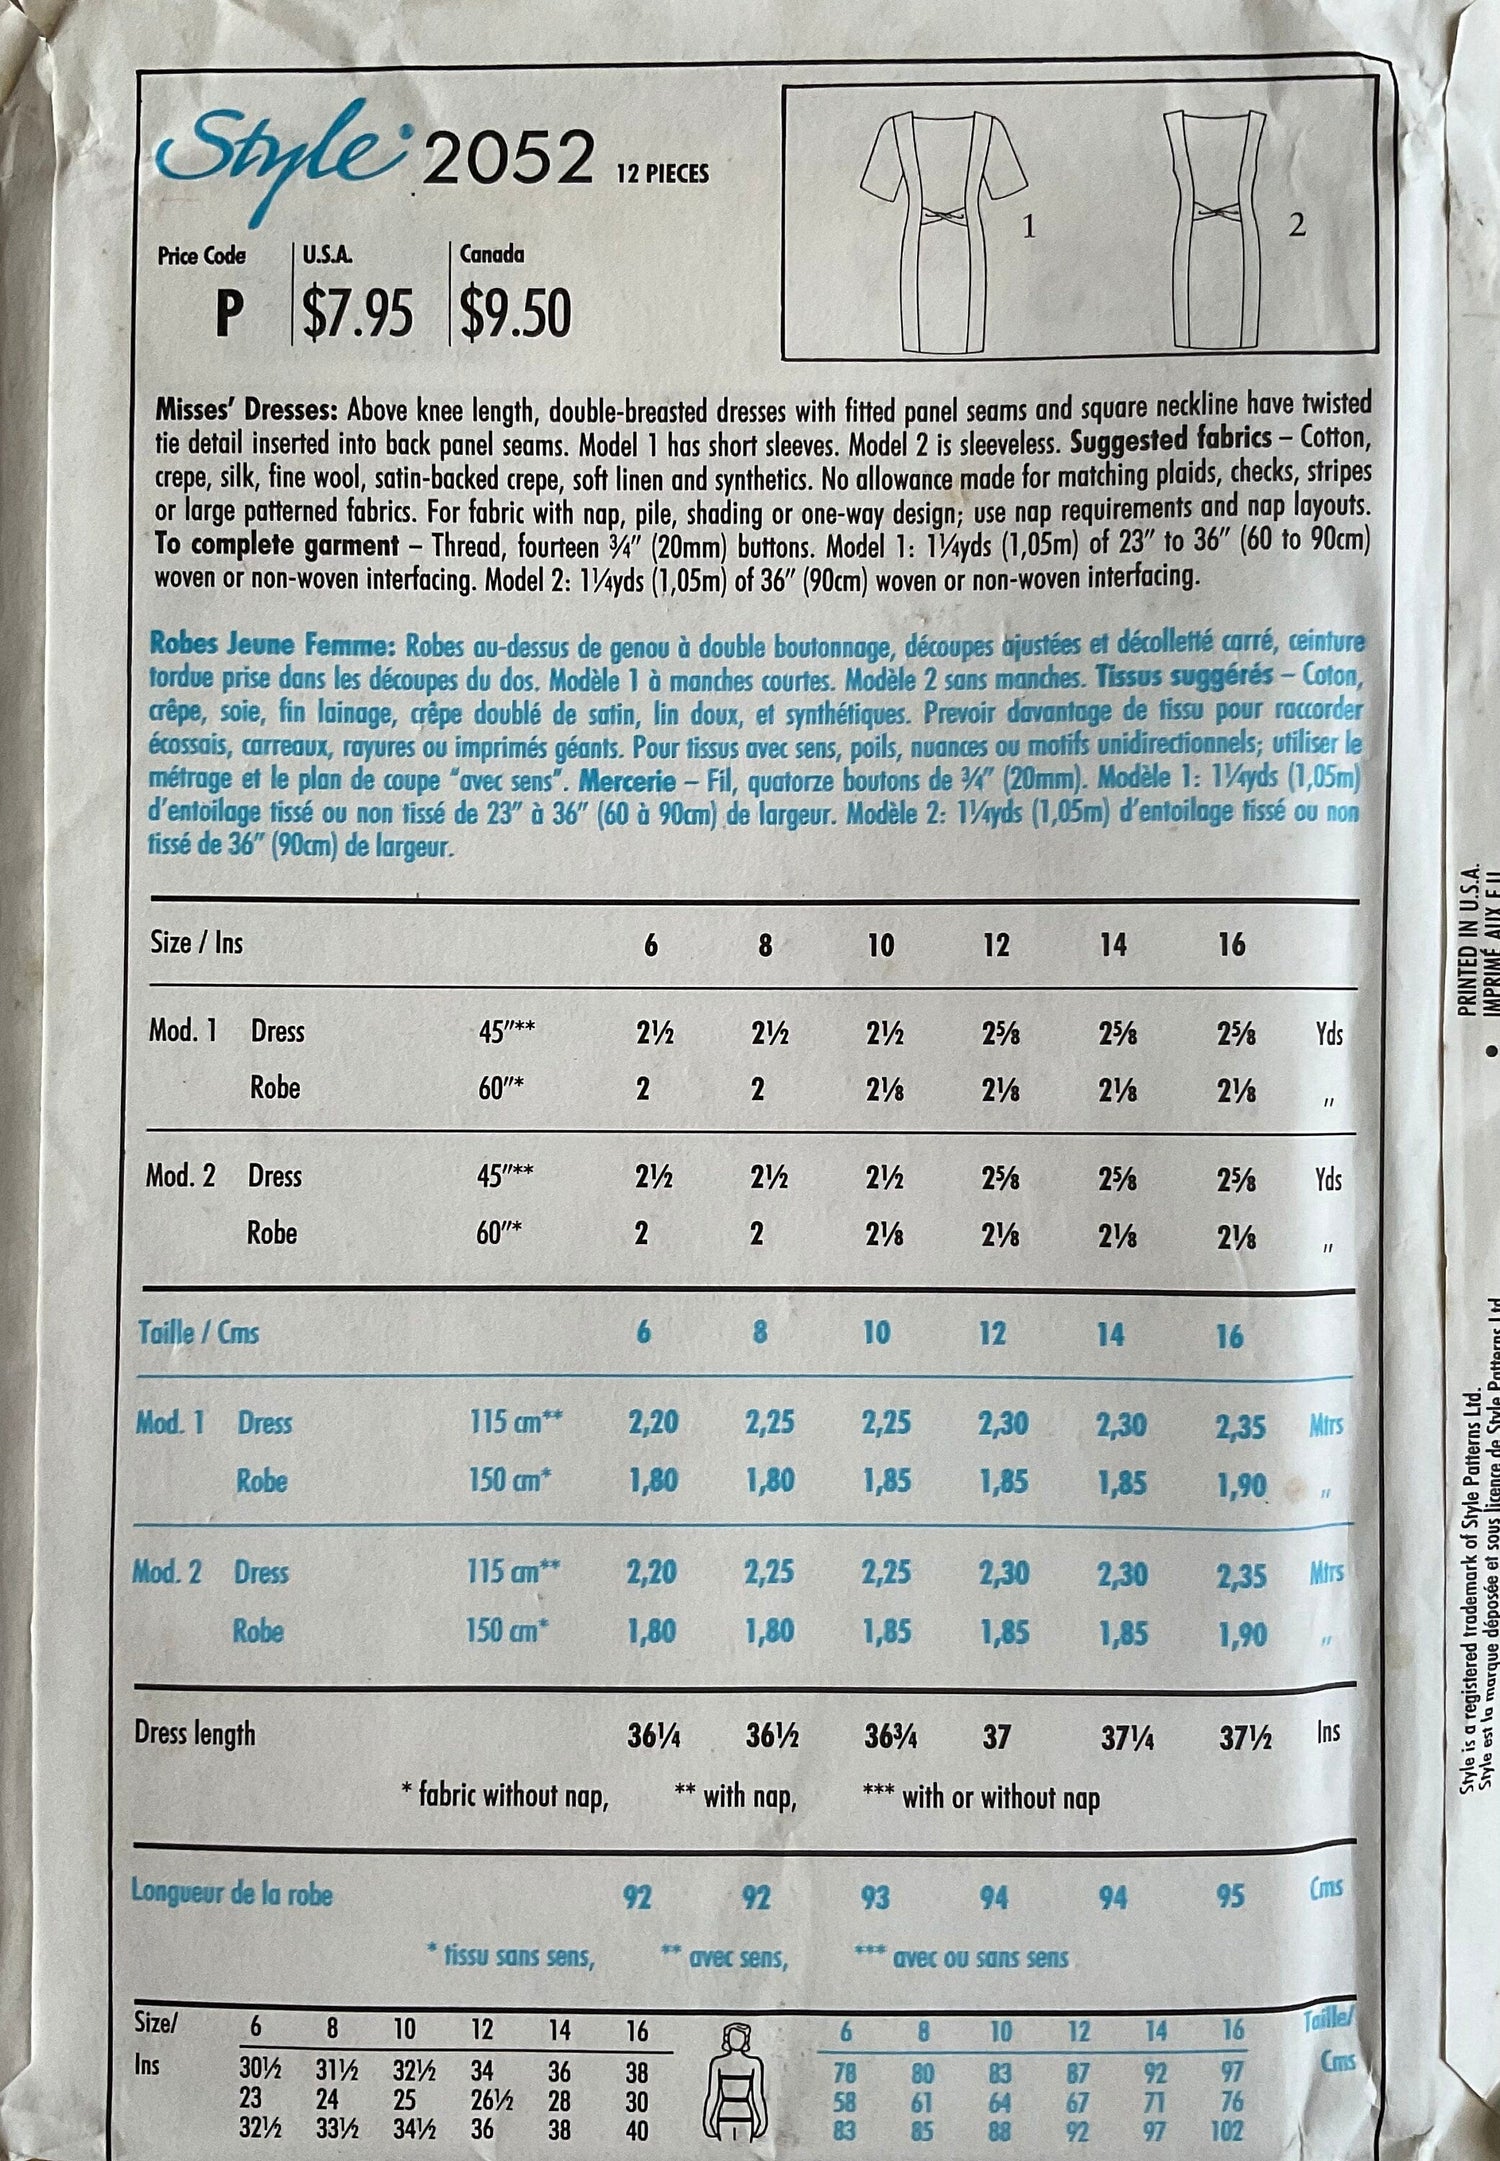 Style 2052 12 PIECES
1
2
Price Code U.S.A. Canada
P $7.95 $9.50
Misses' Dresses: Above knee length, double-breasted dresses with fitted panel seams and square neckline have twisted
tie detail inserted into back panel seams. Model 1 has short sleeves. Model 2 is sleeveless. Suggested fabrics – Cotton,
crepe, silk, fine wool, satin-backed crepe, soft linen and synthetics. No allowance made for matching plaids, checks, stripes
or large patterned fabrics. For fabric with nap, pile, shading or one-way design; use nap requirements and nap layouts.
To complete garment – Thread, fourteen ¾" (20mm) buttons. Model 1: 1¼yds (1,05m) of 23" to 36" (60 to 90cm)
woven or non-woven interfacing. Model 2: 1¼yds (1,05m) of 36" (90cm) woven or non-woven interfacing.
Robes Jeune Femme: Robes au-dessus de genou à double boutonnage, découpes ajustées et décolletté carré, ceinture
tordue prise dans les découpes du dos. Modèle 1 à manches courtes. Modèle 2 sans manches. Tissus suggérés – Coton,
crêpe, soie, fin lainage, crêpe doublé de satin, lin doux, et synthétiques. Prevoir davantage de tissu pour raccorder
écossais, carreaux, rayures ou imprimés géants. Pour tissus avec sens, poils, nuances ou motifs unidirectionnels; utiliser le
métrage et le plan de coupe "avec sens". Mercerie – Fil, quatorze boutons de ¾" (20mm). Modèle 1: 1¼yds (1,05m)
d'entoilage tissé ou non tissé de 23" à 36" (60 à 90cm) de largeur. Modèle 2: 1¼yds (1,05m) d'entoilage tissé ou non
tissé de 36" (90cm) de largeur.
Size / Ins 6 8 10 12 14 16
Mod. 1 Dress 45"** 2½ 2½ 2½ 2⅝ 2⅝ 2⅝ Yds
Robe 60"* 2 2 2⅛ 2⅛ 2⅛ 2⅛ "
Mod. 2 Dress 45"** 2½ 2½ 2½ 2⅝ 2⅝ 2⅝ Yds
Robe 60"* 2 2 2⅛ 2⅛ 2⅛ 2⅛ "
Taille / Cms 6 8 10 12 14 16
Mod. 1 Dress 115 cm** 2,20 2,25 2,25 2,30 2,30 2,35 Mtrs
Robe 150 cm* 1,80 1,80 1,85 1,85 1,85 1,90 "
Mod. 2 Dress 115 cm** 2,20 2,25 2,25 2,30 2,30 2,35 Mtrs
Robe 150 cm* 1,80 1,80 1,85 1,85 1,85 1,90 "
Dress length 36¼ 36½ 36¾ 37 37¼ 37½ Ins
* fabric without nap, ** with nap, *** with or without nap
Longueur de la robe 92 92 93 94 94 95 Cms
* tissu sans sens, ** avec sens, *** avec ou sans sens
Size/ 6 8 10 12 14 16 6 8 10 12 14 16 Taille/
Ins 30½ 31½ 32½ 34 36 38 78 80 83 87 92 97 Cms
23 24 25 26½ 28 30 58 61 64 67 71 76
32½ 33½ 34½ 36 38 40 83 85 88 92 97 102
Style is a registered trademark of Style Patterns Ltd. PRINTED IN U.S.A.
Style est la marque déposée et sous licence de Style Patterns Ltd • IMPRIMÉ AUX E.U.